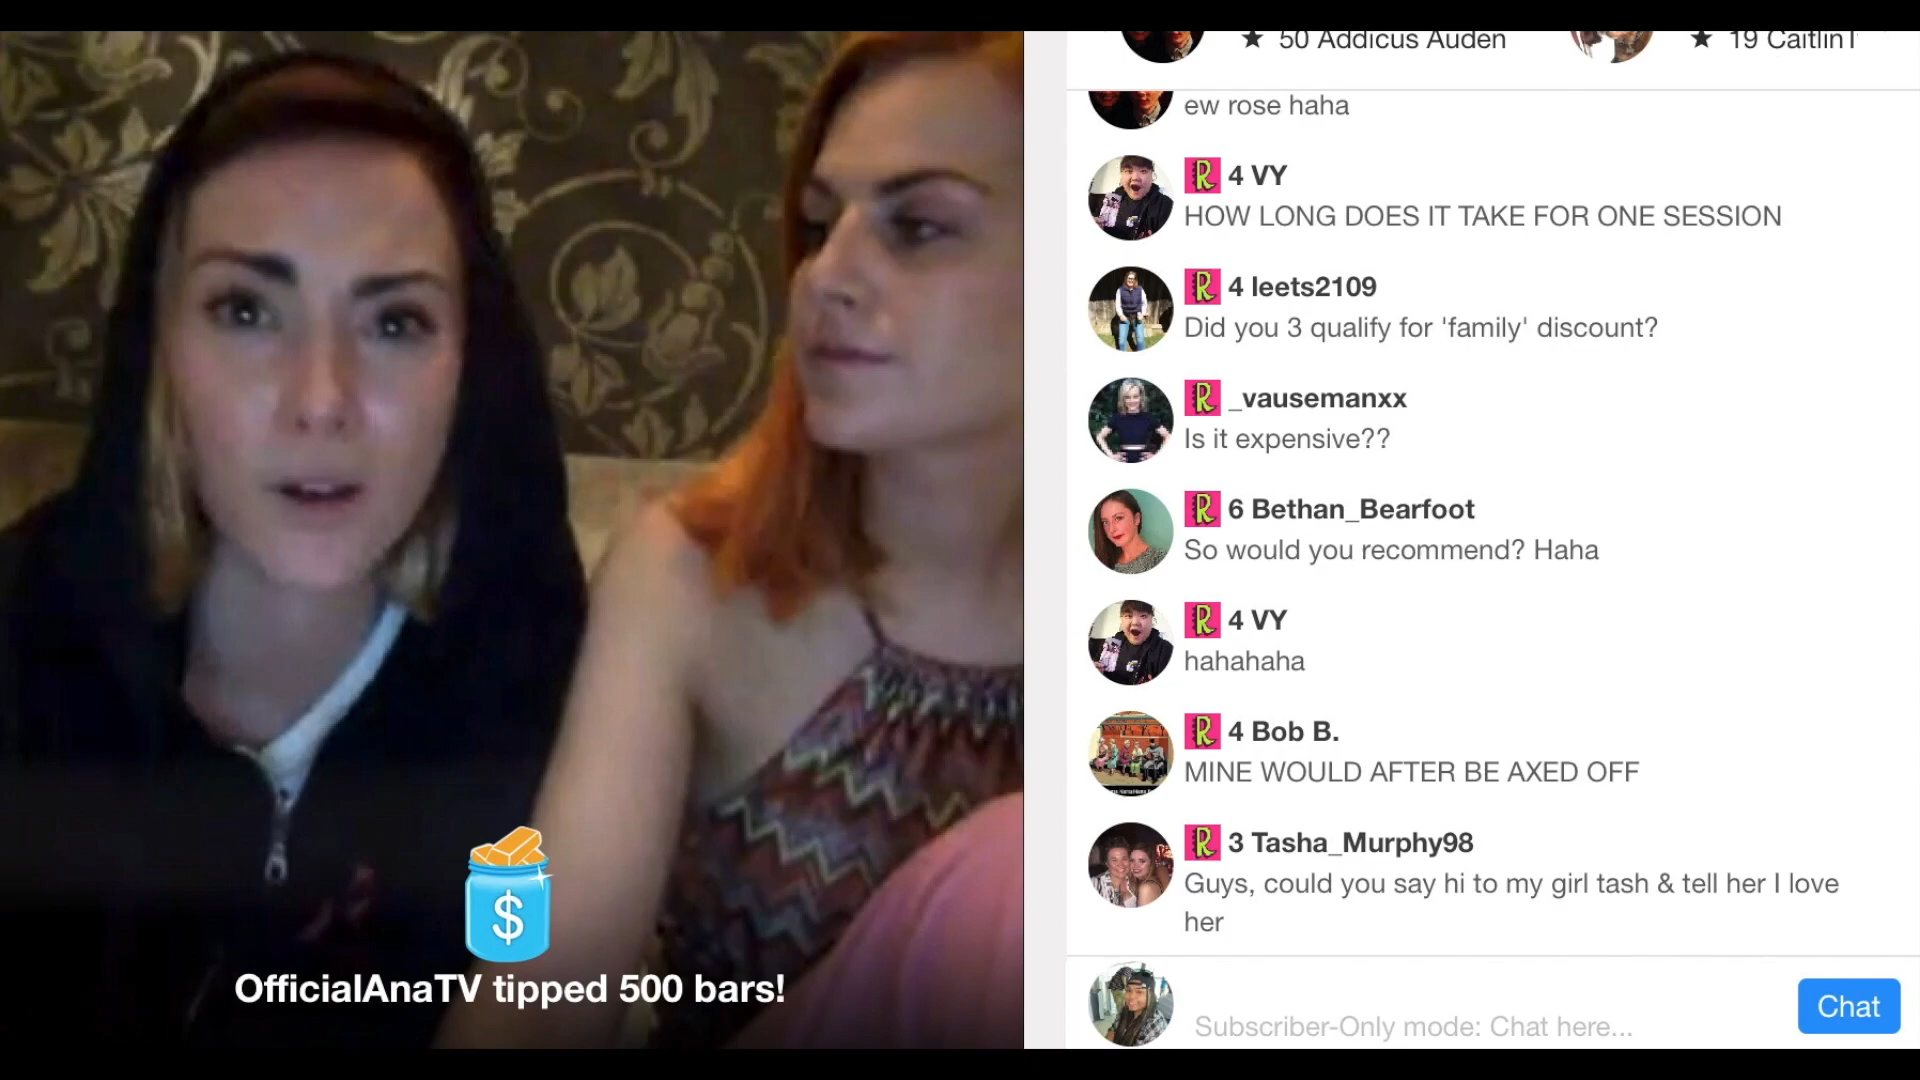 ★ 50 Addicus Auden
★ 19 Caitlin
ew rose haha
R 4 VY
HOW LONG DOES IT TAKE FOR ONE SESSION
R 4 leets2109
Did you 3 qualify for 'family' discount?
R _vausemanxx
Is it expensive??
R 6 Bethan_Bearfoot
So would you recommend? Haha
R 4 VY
hahahaha
R 4 Bob B.
MINE WOULD AFTER BE AXED OFF
R 3 Tasha_Murphy98
Guys, could you say hi to my girl tash & tell her I love
her
Subscriber-Only mode: Chat here...
Chat
$
OfficialAnaTV tipped 500 bars!